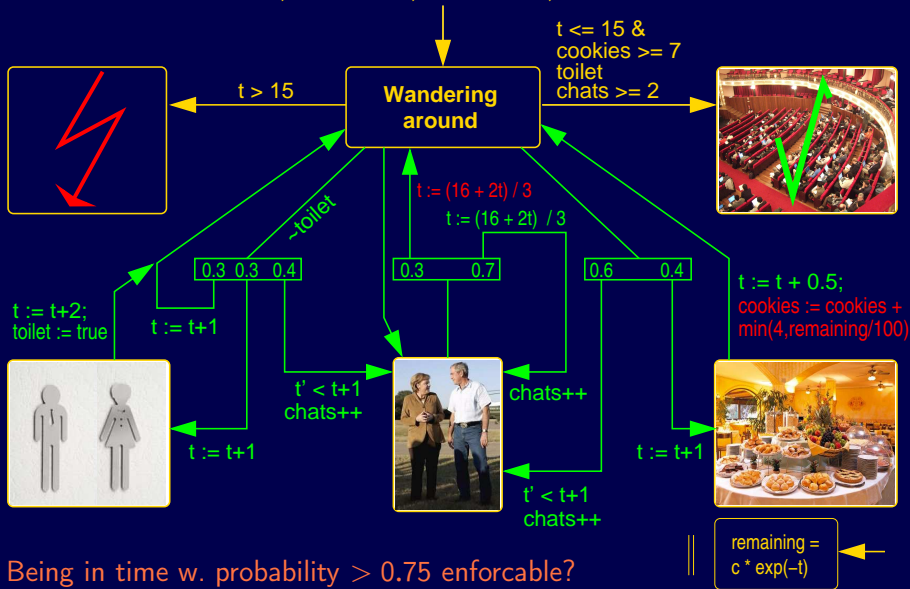 t <= 15 &
cookies >= 7
toilet
chats >= 2
t > 15
Wandering
around
t := (16 + 2t) / 3
t := (16 + 2t) / 3
~toilet
0.3 0.3 0.4
0.3 0.7
0.6 0.4
t := t+2;
toilet := true
t := t+1
t := t + 0.5;
cookies := cookies +
min(4,remaining/100)
t' < t+1
chats++
chats++
t := t+1
t := t+1
t' < t+1
chats++
remaining =
c * exp(−t)
Being in time w. probability > 0.75 enforcable?